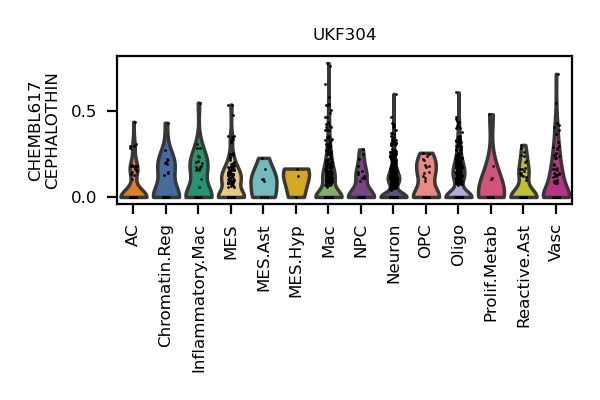 UKF304
CHEMBL617
CEPHALOTHIN
0.5
0.0
AC
Chromatin.Reg
Inflammatory.Mac
MES
MES.Ast
MES.Hyp
Mac
NPC
Neuron
OPC
Oligo
Prolif.Metab
Reactive.Ast
Vasc